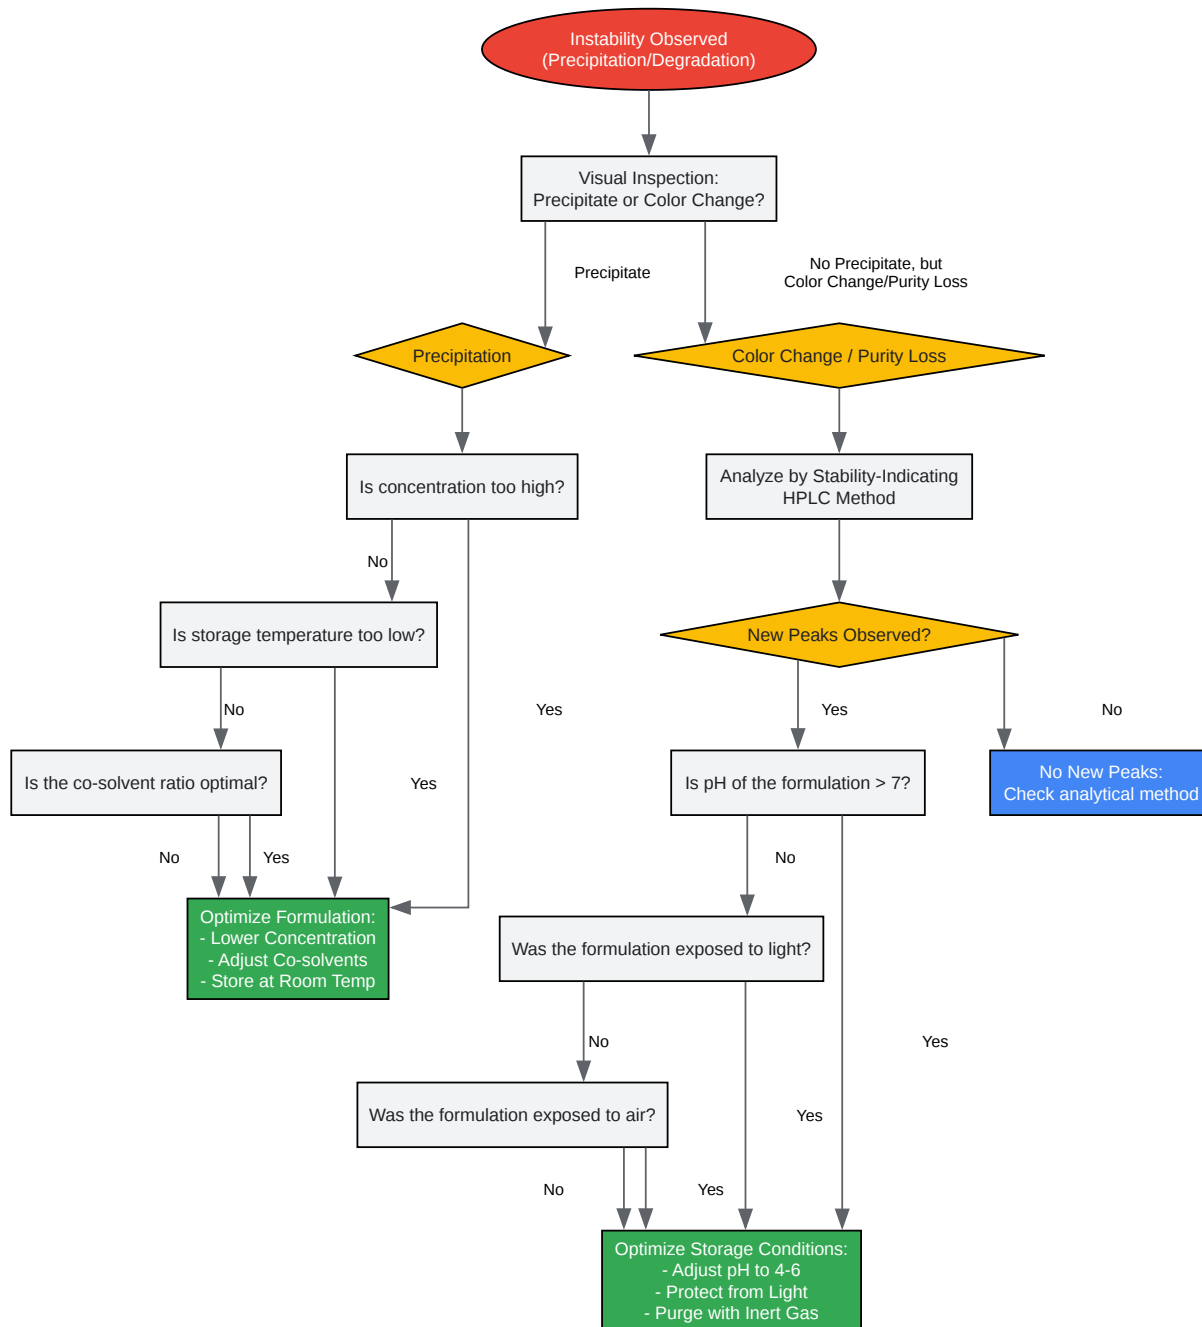 Instability Observed
(Precipitation/Degradation)
Visual Inspection:
Precipitate or Color Change?
Precipitate
No Precipitate, but
Color Change/Purity Loss
Precipitation
Color Change / Purity Loss
Is concentration too high?
Analyze by Stability-Indicating
HPLC Method
No
Is storage temperature too low?
New Peaks Observed?
No
Yes
Yes
No
Is the co-solvent ratio optimal?
Yes
Is pH of the formulation > 7?
No New Peaks:
Check analytical method
No
Yes
No
Optimize Formulation:
- Lower Concentration
- Adjust Co-solvents
- Store at Room Temp
Was the formulation exposed to light?
No
Yes
Was the formulation exposed to air?
Yes
No
Yes
Optimize Storage Conditions:
- Adjust pH to 4-6
- Protect from Light
- Purge with Inert Gas